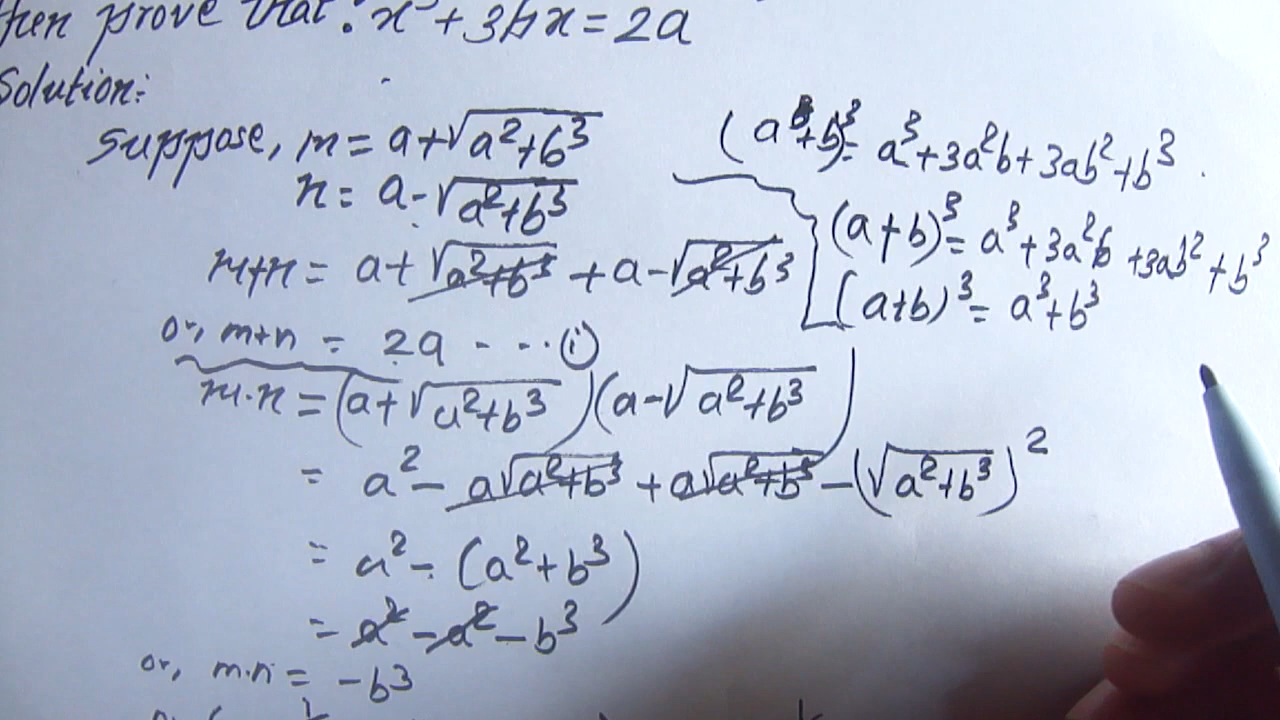 then prove that: x³ + 3bx = 2a
Solution:
suppose, m = a+√(a²+b³)
n = a-√(a²+b³)
m+n = a+√(a²+b³) + a-√(a²+b³)
or, m+n = 2a - - ... (i)
m.n = (a+√(a²+b³))(a-√(a²+b³)
= a² - a√(a²+b³) + a√(a²+b³) - (√(a²+b³))²
= a² - (a²+b³)
= a² - a² - b³
or, m.n = -b³
(a+b)³ = a³+3a²b+3ab²+b³
(a+b)³ = a³+3a²b+3ab²+b³
(a+b)³ = a³+b³